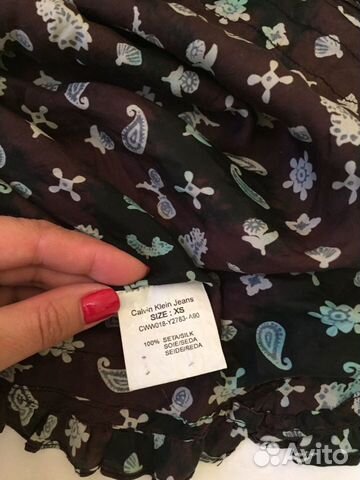 Calvin Klein Jeans
SIZE : XS
CWW018-Y2783-A90
100% SETA/SILK
SOIE/SEDA
SEIDE/SEDA
Avito